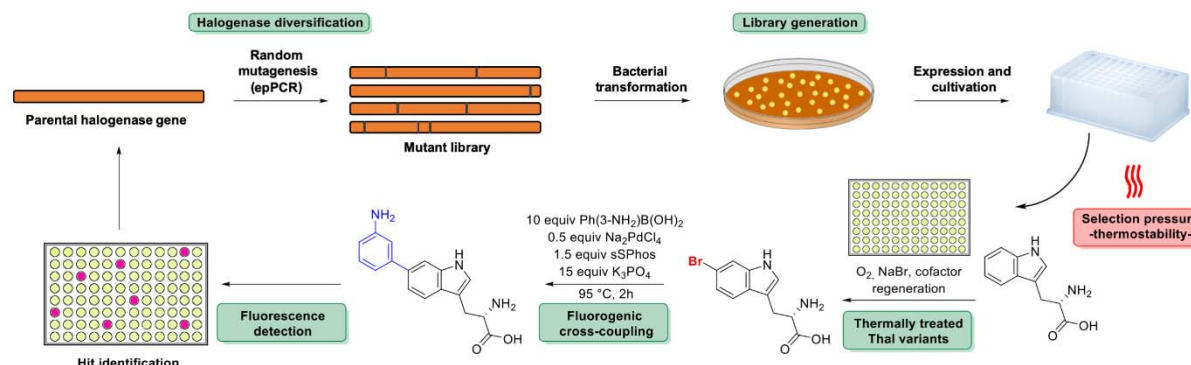 Halogenase diversification
Library generation
Random
mutagenesis
(epPCR)
Bacterial
transformation
Expression and
cultivation
Parental halogenase gene
Mutant library
Selection pressure
-thermostability-
NH2
10 equiv Ph(3-NH2)B(OH)2
0.5 equiv Na2PdCl4
1.5 equiv sSPhos
15 equiv K3PO4
95 °C, 2h
Fluorogenic
cross-coupling
H
N
NH2
OH
O
Br
H
N
NH2
OH
O
O2, NaBr, cofactor
regeneration
Thermally treated
Thal variants
H
N
NH2
OH
O
Fluorescence
detection
Hit identification